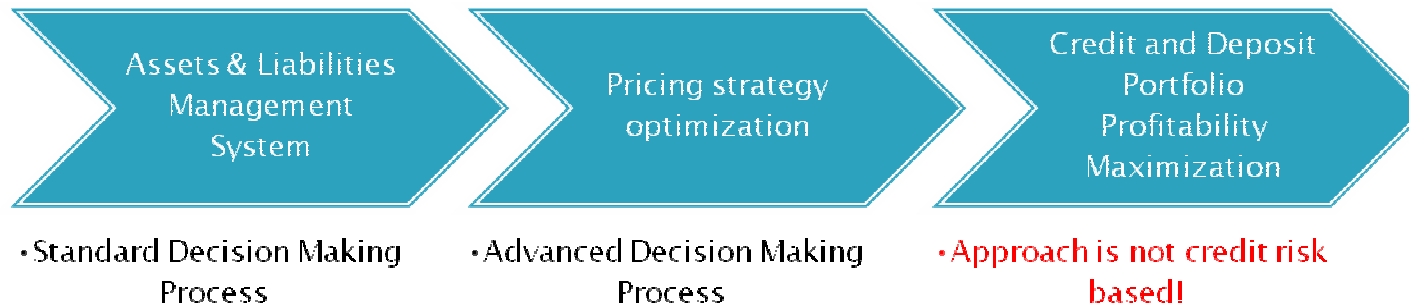 Assets & Liabilities
Management
System
Pricing strategy
optimization
Credit and Deposit
Portfolio
Profitability
Maximization
•Standard Decision Making
Process
•Advanced Decision Making
Process
•Approach is not credit risk
based!